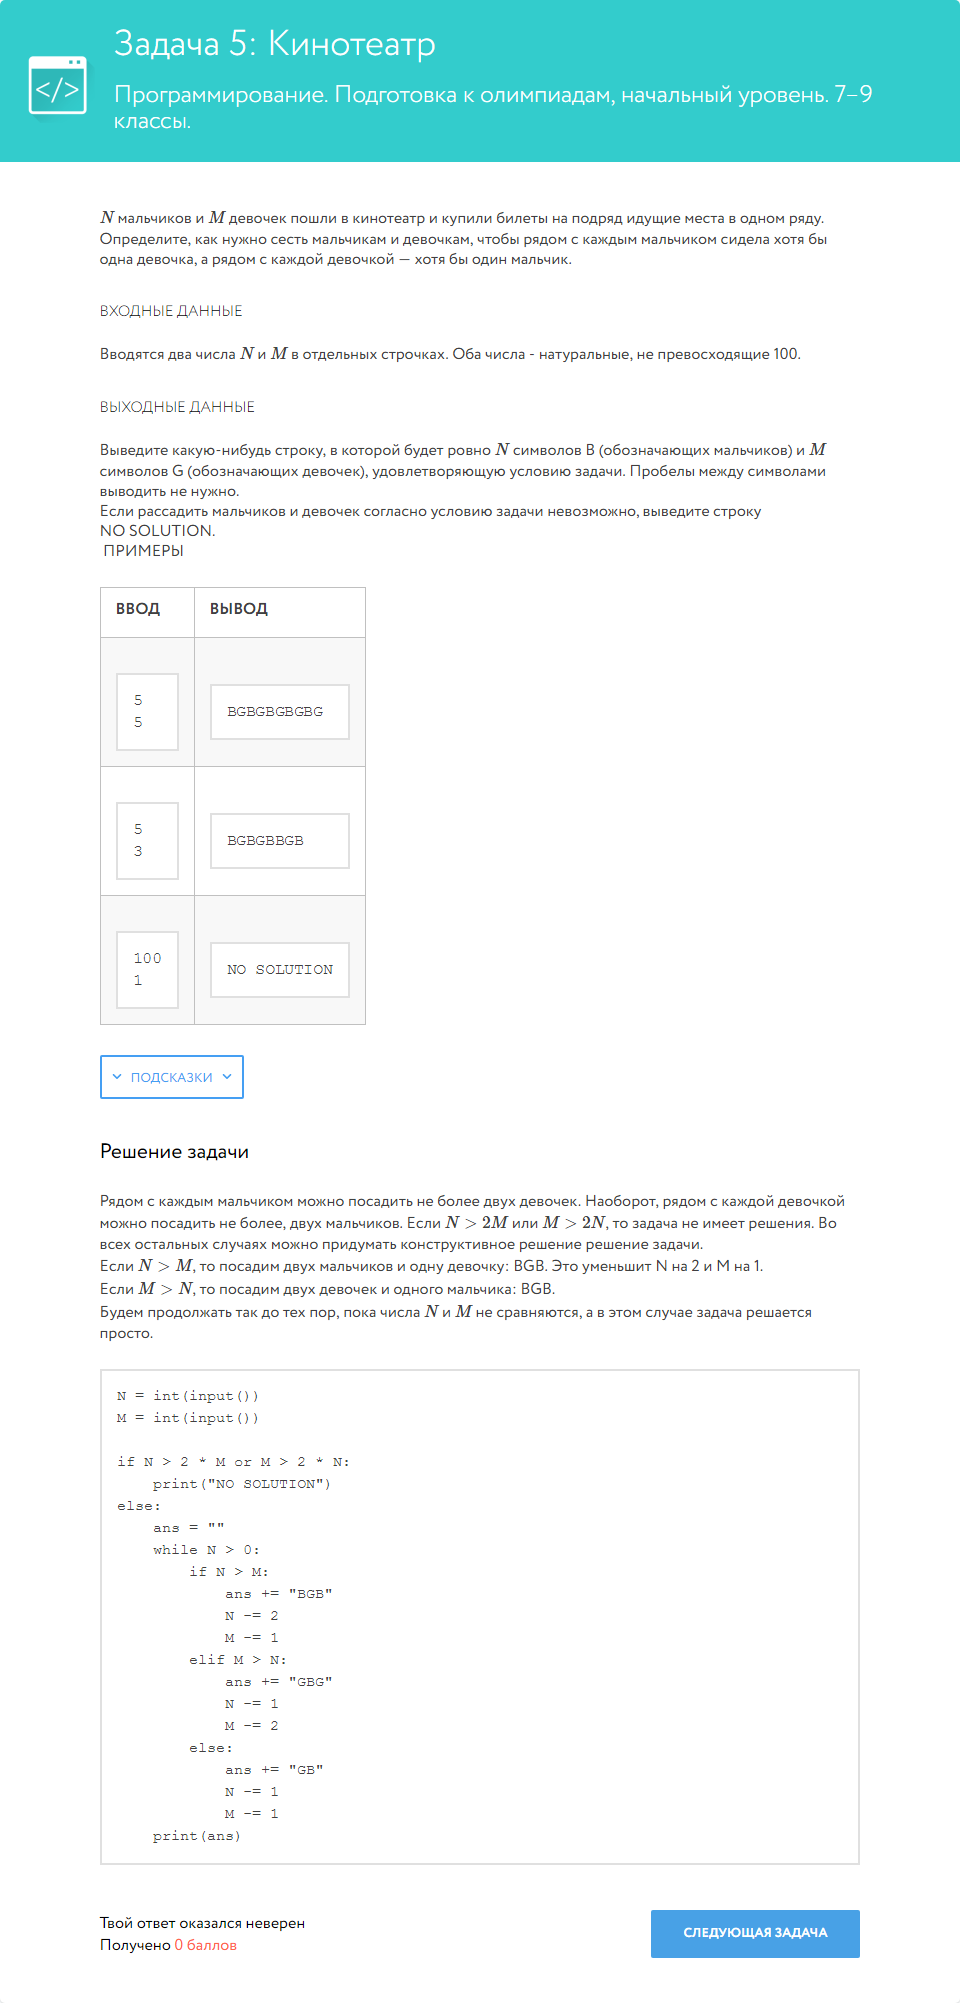 Задача 5: Кинотеатр
</>
Программирование. Подготовка к олимпиадам, начальный уровень. 7–9
классы.
N мальчиков и M девочек пошли в кинотеатр и купили билеты на подряд идущие места в одном ряду.
Определите, как нужно сесть мальчикам и девочкам, чтобы рядом с каждым мальчиком сидела хотя бы
одна девочка, а рядом с каждой девочкой — хотя бы один мальчик.
ВХОДНЫЕ ДАННЫЕ
Вводятся два числа N и M в отдельных строчках. Оба числа - натуральные, не превосходящие 100.
ВЫХОДНЫЕ ДАННЫЕ
Выведите какую-нибудь строку, в которой будет ровно N символов B (обозначающих мальчиков) и M
символов G (обозначающих девочек), удовлетворяющую условию задачи. Пробелы между символами
выводить не нужно.
Если рассадить мальчиков и девочек согласно условию задачи невозможно, выведите строку
NO SOLUTION.
ПРИМЕРЫ
ВВОД ВЫВОД
5
5
BGBGBGBGBG
5
3
BGBGBBGB
100
1
NO SOLUTION
ПОДСКАЗКИ
Решение задачи
Рядом с каждым мальчиком можно посадить не более двух девочек. Наоборот, рядом с каждой девочкой
можно посадить не более, двух мальчиков. Если N > 2M или M > 2N, то задача не имеет решения. Во
всех остальных случаях можно придумать конструктивное решение решение задачи.
Если N > M, то посадим двух мальчиков и одну девочку: BGB. Это уменьшит N на 2 и M на 1.
Если M > N, то посадим двух девочек и одного мальчика: BGB.
Будем продолжать так до тех пор, пока числа N и M не сравняются, а в этом случае задача решается
просто.
N = int(input())
M = int(input())
if N > 2 * M or M > 2 * N:
    print("NO SOLUTION")
else:
    ans = ""
    while N > 0:
        if N > M:
            ans += "BGB"
            N -= 2
            M -= 1
        elif M > N:
            ans += "GBG"
            N -= 1
            M -= 2
        else:
            ans += "GB"
            N -= 1
            M -= 1
    print(ans)
Твой ответ оказался неверен
Получено 0 баллов
СЛЕДУЮЩАЯ ЗАДАЧА